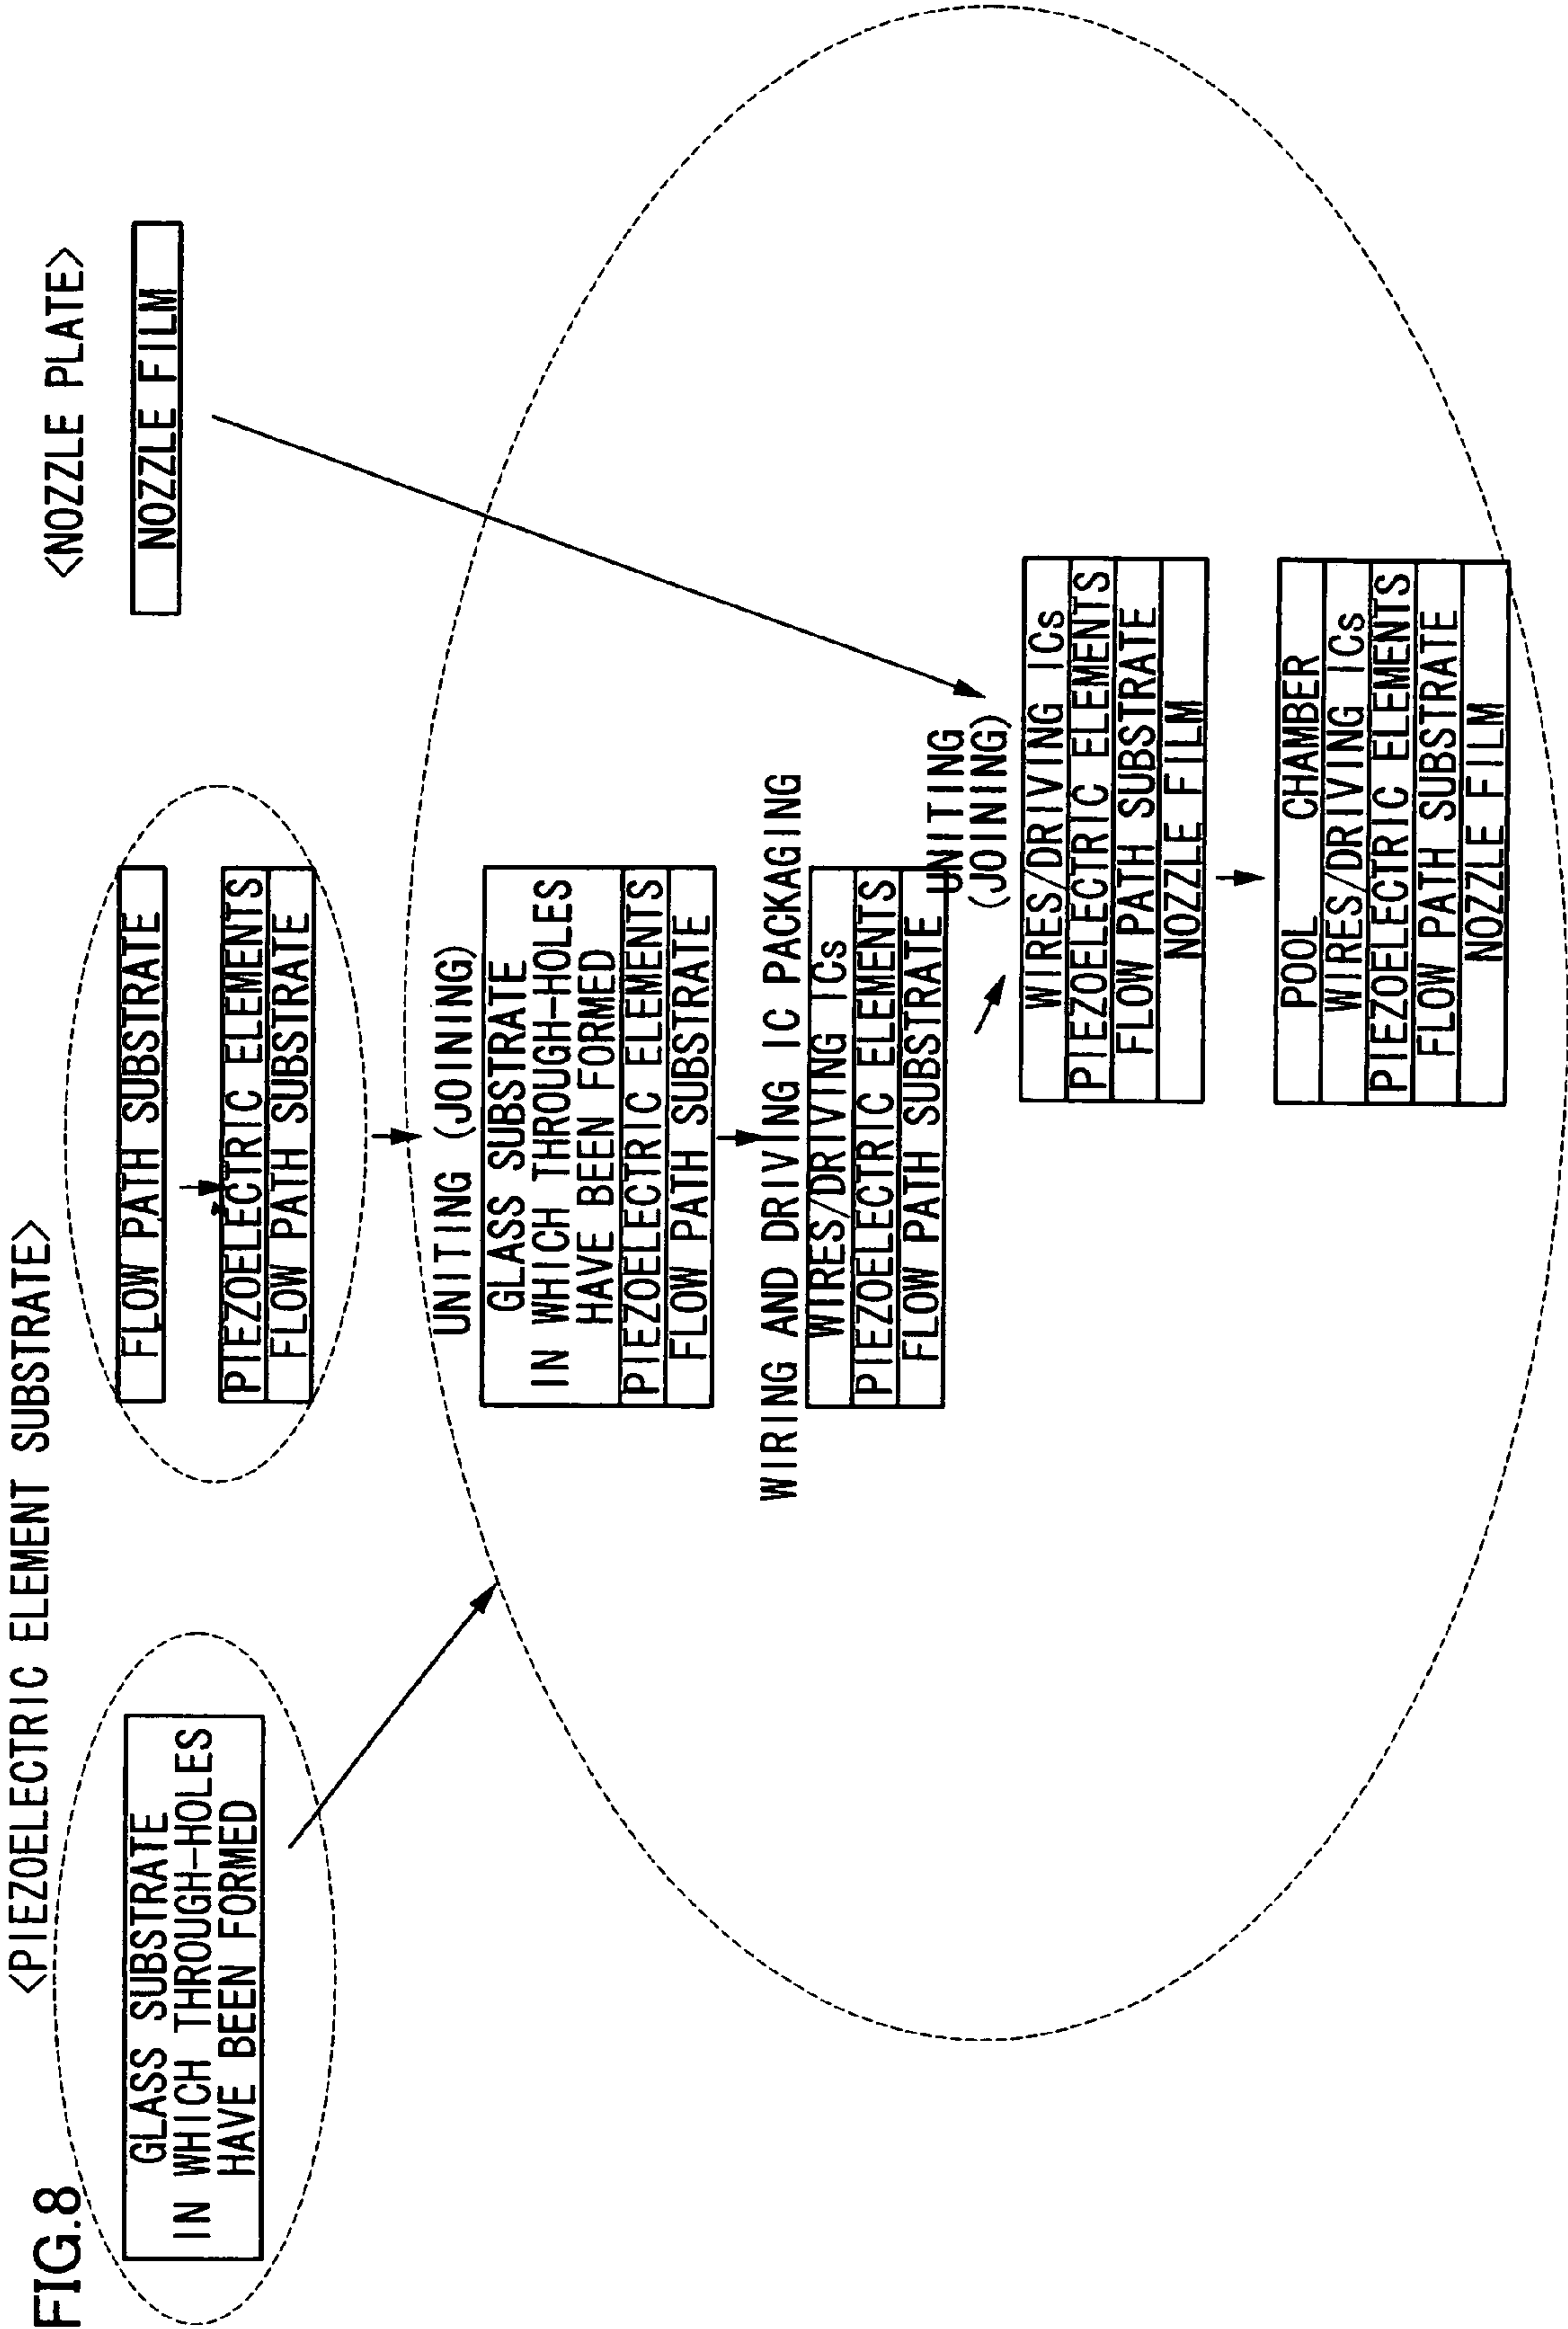 FIG.8
<PIEZOELECTRIC ELEMENT SUBSTRATE>
<NOZZLE PLATE>
GLASS SUBSTRATE
IN WHICH THROUGH-HOLES
HAVE BEEN FORMED
FLOW PATH SUBSTRATE
PIEZOELECTRIC ELEMENTS
FLOW PATH SUBSTRATE
NOZZLE FILM
UNITING (JOINING)
GLASS SUBSTRATE
IN WHICH THROUGH-HOLES
HAVE BEEN FORMED
PIEZOELECTRIC ELEMENTS
FLOW PATH SUBSTRATE
WIRING AND DRIVING IC PACKAGING
WIRES/DRIVING ICs
PIEZOELECTRIC ELEMENTS
FLOW PATH SUBSTRATE
UNITING
(JOINING)
WIRES/DRIVING ICs
PIEZOELECTRIC ELEMENTS
FLOW PATH SUBSTRATE
NOZZLE FILM
POOL CHAMBER
WIRES/DRIVING ICs
PIEZOELECTRIC ELEMENTS
FLOW PATH SUBSTRATE
NOZZLE FILM